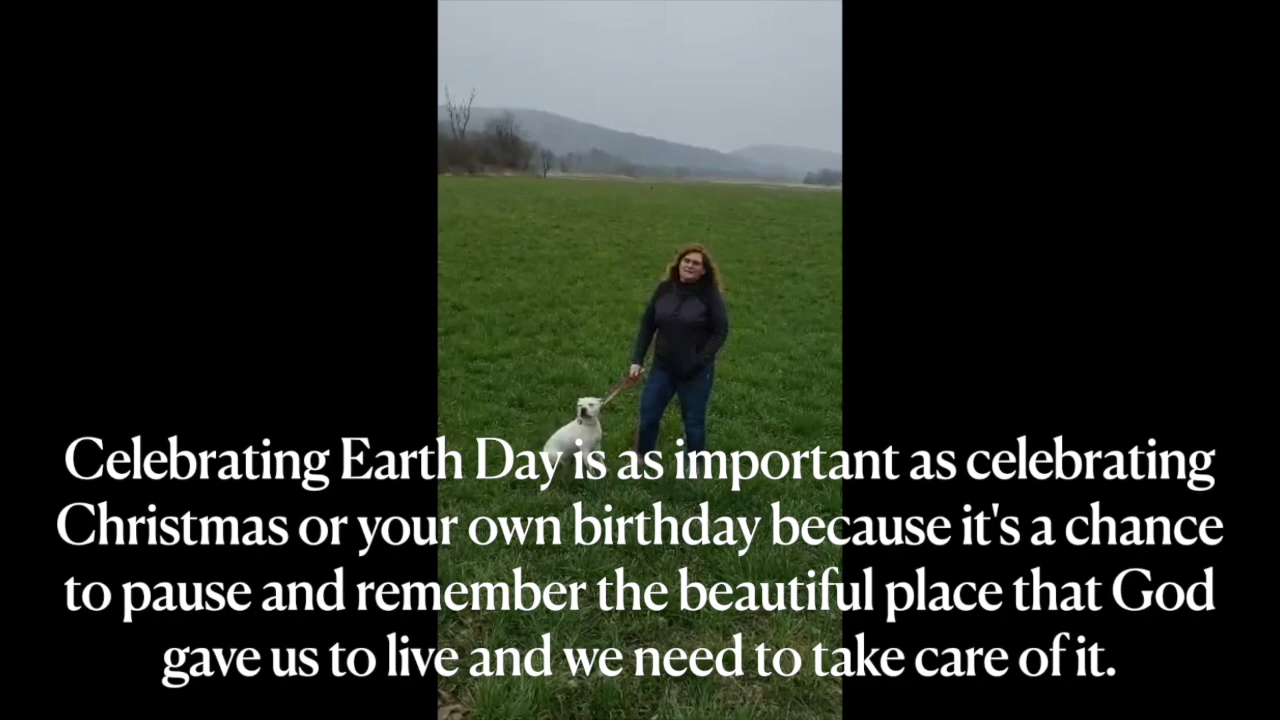 Celebrating Earth Day is as important as celebrating
Christmas or your own birthday because it's a chance
to pause and remember the beautiful place that God
gave us to live and we need to take care of it.